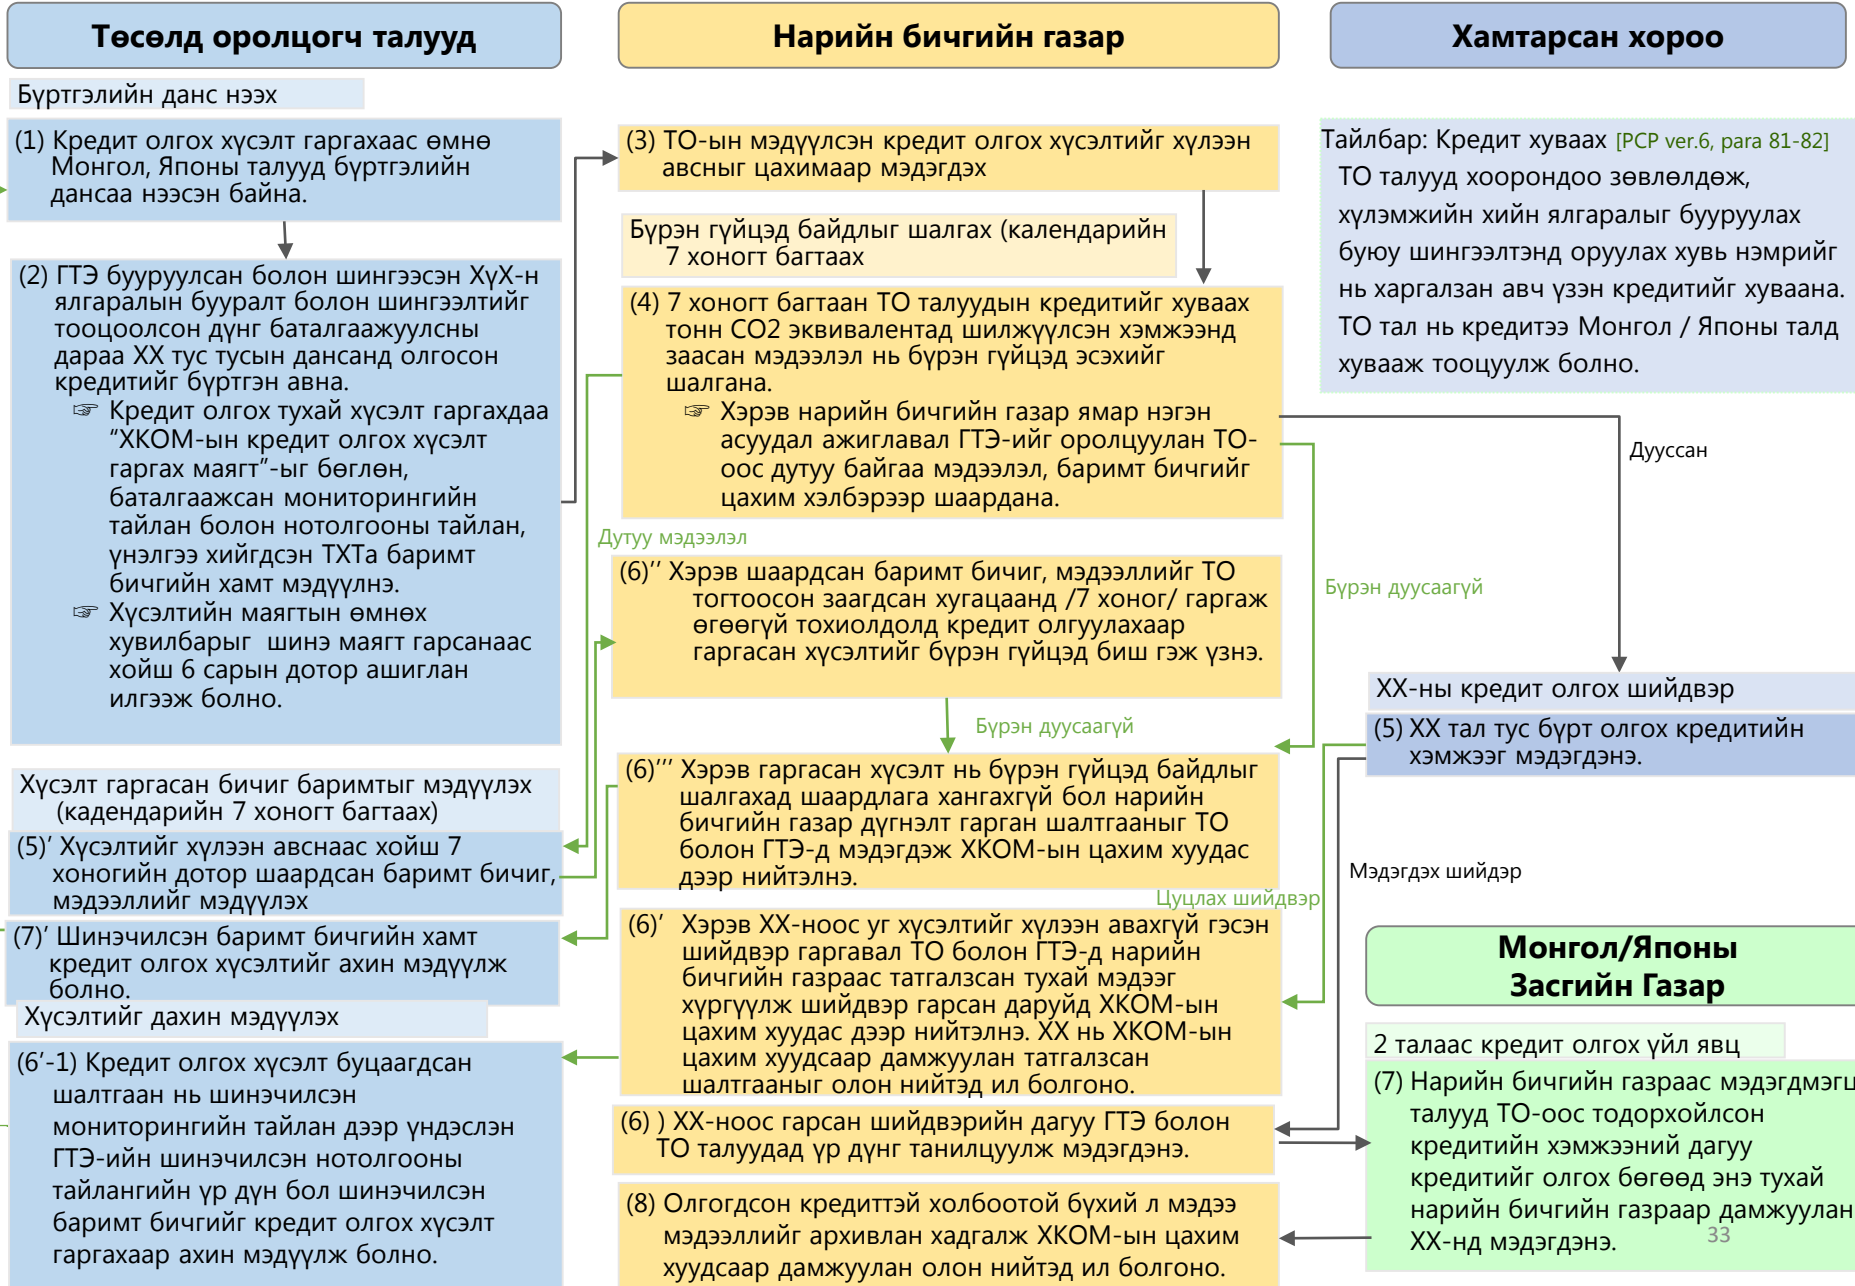 Төсөлд оролцогч талууд
Бүртгэлийн данс нээх
(1) Кредит олгох хүсэлт гаргахаас өмнө
Монгол, Японы талууд бүртгэлийн
дансаа нээсэн байна.
(2) ГТЭ бууруулсан болон шингээсэн ХүХ-н
ялгаралын бууралт болон шингээлтийг
тооцоолсон дүнг баталгаажуулсны
дараа ХХ тус тусын дансанд олгосон
кредитийг бүртгэн авна.
☞ Кредит олгох тухай хүсэлт гаргахдаа
“ХКОМ-ын кредит олгох хүсэлт
гаргах маягт”-ыг бөглөн,
баталгаажсан мониторингийн
тайлан болон нотолгооны тайлан,
үнэлгээ хийгдсэн ТХТа баримт
бичгийн хамт мэдүүлнэ.
☞ Хүсэлтийн маягтын өмнөх
хувилбарыг шинэ маягт гарсанаас
хойш 6 сарын дотор ашиглан
илгээж болно.
Хүсэлт гаргасан бичиг баримтыг мэдүүлэх
(кадендарийн 7 хоногт багтаах)
(5)’ Хүсэлтийг хүлээн авснаас хойш 7
хоногийн дотор шаардсан баримт бичиг,
мэдээллийг мэдүүлэх
(7)’ Шинэчилсэн баримт бичгийн хамт
кредит олгох хүсэлтийг ахин мэдүүлж
болно.
Хүсэлтийг дахин мэдүүлэх
(6’-1) Кредит олгох хүсэлт буцаагдсан
шалтгаан нь шинэчилсэн
мониторингийн тайлан дээр үндэслэн
ГТЭ-ийн шинэчилсэн нотолгооны
тайлангийн үр дүн бол шинэчилсэн
баримт бичгийг кредит олгох хүсэлт
гаргахаар ахин мэдүүлж болно.
Нарийн бичгийн газар
(3) ТО-ын мэдүүлсэн кредит олгох хүсэлтийг хүлээн
авсныг цахимаар мэдэгдэх
Бүрэн гүйцэд байдлыг шалгах (календарийн
7 хоногт багтаах
(4) 7 хоногт багтаан ТО талуудын кредитийг хуваах
тонн СО2 эквивалентад шилжүүлсэн хэмжээнд
заасан мэдээлэл нь бүрэн гүйцэд эсэхийг
шалгана.
☞ Хэрэв нарийн бичгийн газар ямар нэгэн
асуудал ажиглавал ГТЭ-ийг оролцуулан ТО-
оос дутуу байгаа мэдээлэл, баримт бичгийг
цахим хэлбэрээр шаардана.
Дутуу мэдээлэл
(6)’’ Хэрэв шаардсан баримт бичиг, мэдээллийг ТО
тогтоосон заагдсан хугацаанд /7 хоног/ гаргаж
өгөөгүй тохиолдолд кредит олгуулахаар
гаргасан хүсэлтийг бүрэн гүйцэд биш гэж үзнэ.
Бүрэн дуусаагүй
(6)’’’ Хэрэв гаргасан хүсэлт нь бүрэн гүйцэд байдлыг
шалгахад шаардлага хангахгүй бол нарийн
бичгийн газар дүгнэлт гарган шалтгааныг ТО
болон ГТЭ-д мэдэгдэж ХКОМ-ын цахим хуудас
дээр нийтэлнэ.
Цуцлах шийдвэр
(6)’ Хэрэв ХХ-ноос уг хүсэлтийг хүлээн авахгүй гэсэн
шийдвэр гаргавал ТО болон ГТЭ-д нарийн
бичгийн газраас татгалзсан тухай мэдээг
хүргүүлж шийдвэр гарсан даруйд ХКОМ-ын
цахим хуудас дээр нийтэлнэ. ХХ нь ХКОМ-ын
цахим хуудсаар дамжуулан татгалзсан
шалтгааныг олон нийтэд ил болгоно.
(6) ) ХХ-ноос гарсан шийдвэрийн дагуу ГТЭ болон
ТО талуудад үр дүнг танилцуулж мэдэгдэнэ.
(8) Олгогдсон кредиттэй холбоотой бүхий л мэдээ
мэдээллийг архивлан хадгалж ХКОМ-ын цахим
хуудсаар дамжуулан олон нийтэд ил болгоно.
Хамтарсан хороо
Тайлбар: Кредит хуваах [PCP ver.6, para 81-82]
ТО талууд хоорондоо зөвлөлдөж,
хүлэмжийн хийн ялгаралыг бууруулах
буюу шингээлтэнд оруулах хувь нэмрийг
нь харгалзан авч үзэн кредитийг хуваана.
ТО тал нь кредитээ Монгол / Японы талд
хувааж тооцуулж болно.
Дууссан
Бүрэн дуусаагүй
ХХ-ны кредит олгох шийдвэр
(5) ХХ тал тус бүрт олгох кредитийн
хэмжээг мэдэгдэнэ.
Мэдэгдэх шийдэр
Монгол/Японы
Засгийн Газар
2 талаас кредит олгох үйл явц
(7) Нарийн бичгийн газраас мэдэгдмэгц
талууд ТО-оос тодорхойлсон
кредитийн хэмжээний дагуу
кредитийг олгох бөгөөд энэ тухай
нарийн бичгийн газраар дамжуулан
ХХ-нд мэдэгдэнэ.
33